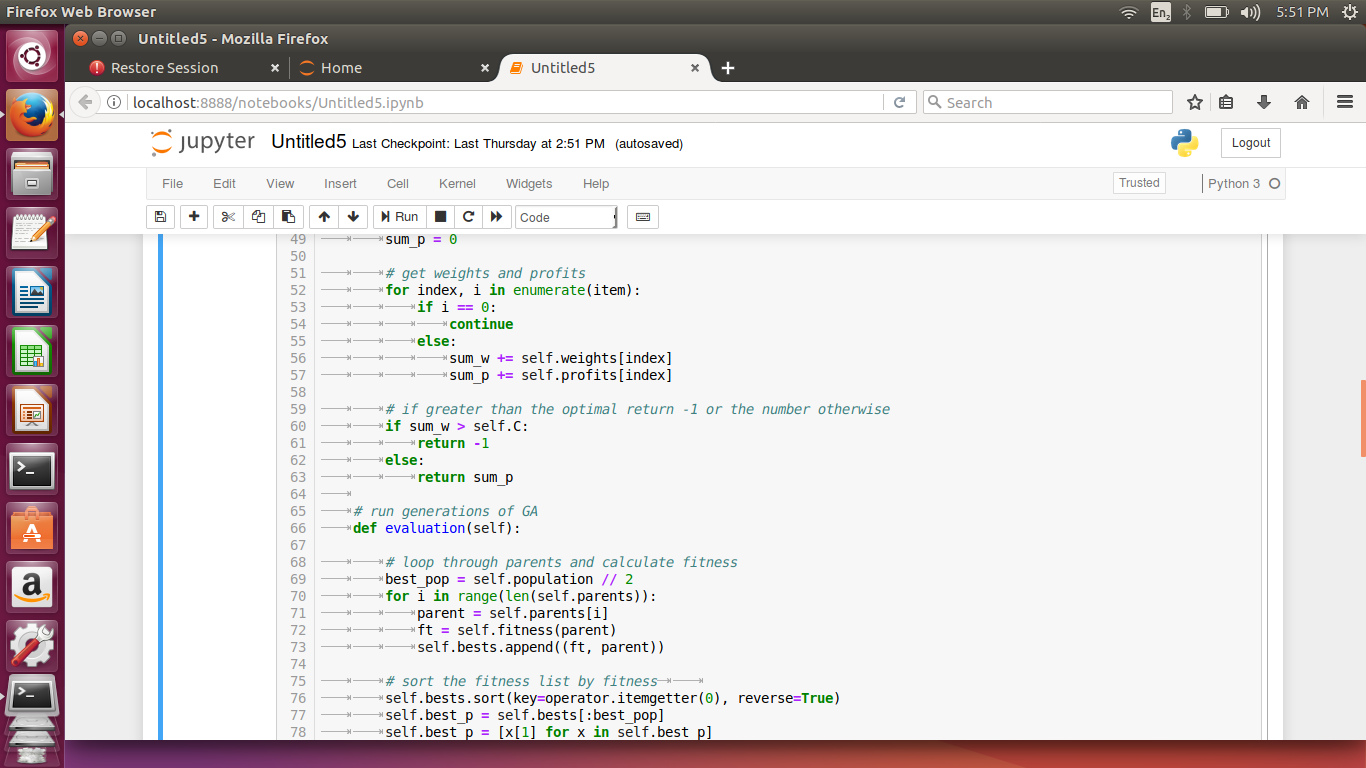 Firefox Web Browser
En2
5:51 PM
Untitled5 - Mozilla Firefox
Restore Session
Home
Untitled5
localhost:8888/notebooks/Untitled5.ipynb
Search
jupyter
Untitled5 Last Checkpoint: Last Thursday at 2:51 PM (autosaved)
Logout
File Edit View Insert Cell Kernel Widgets Help
Trusted
Python 3
Run
Code
49 sum_p = 0
50
51 # get weights and profits
52 for index, i in enumerate(item):
53 if i == 0:
54 continue
55 else:
56 sum_w += self.weights[index]
57 sum_p += self.profits[index]
58
59 # if greater than the optimal return -1 or the number otherwise
60 if sum_w > self.C:
61 return -1
62 else:
63 return sum_p
64
65 # run generations of GA
66 def evaluation(self):
67
68 # loop through parents and calculate fitness
69 best_pop = self.population // 2
70 for i in range(len(self.parents)):
71 parent = self.parents[i]
72 ft = self.fitness(parent)
73 self.bests.append((ft, parent))
74
75 # sort the fitness list by fitness
76 self.bests.sort(key=operator.itemgetter(0), reverse=True)
77 self.best_p = self.bests[:best_pop]
78 self.best_p = [x[1] for x in self.best_p]